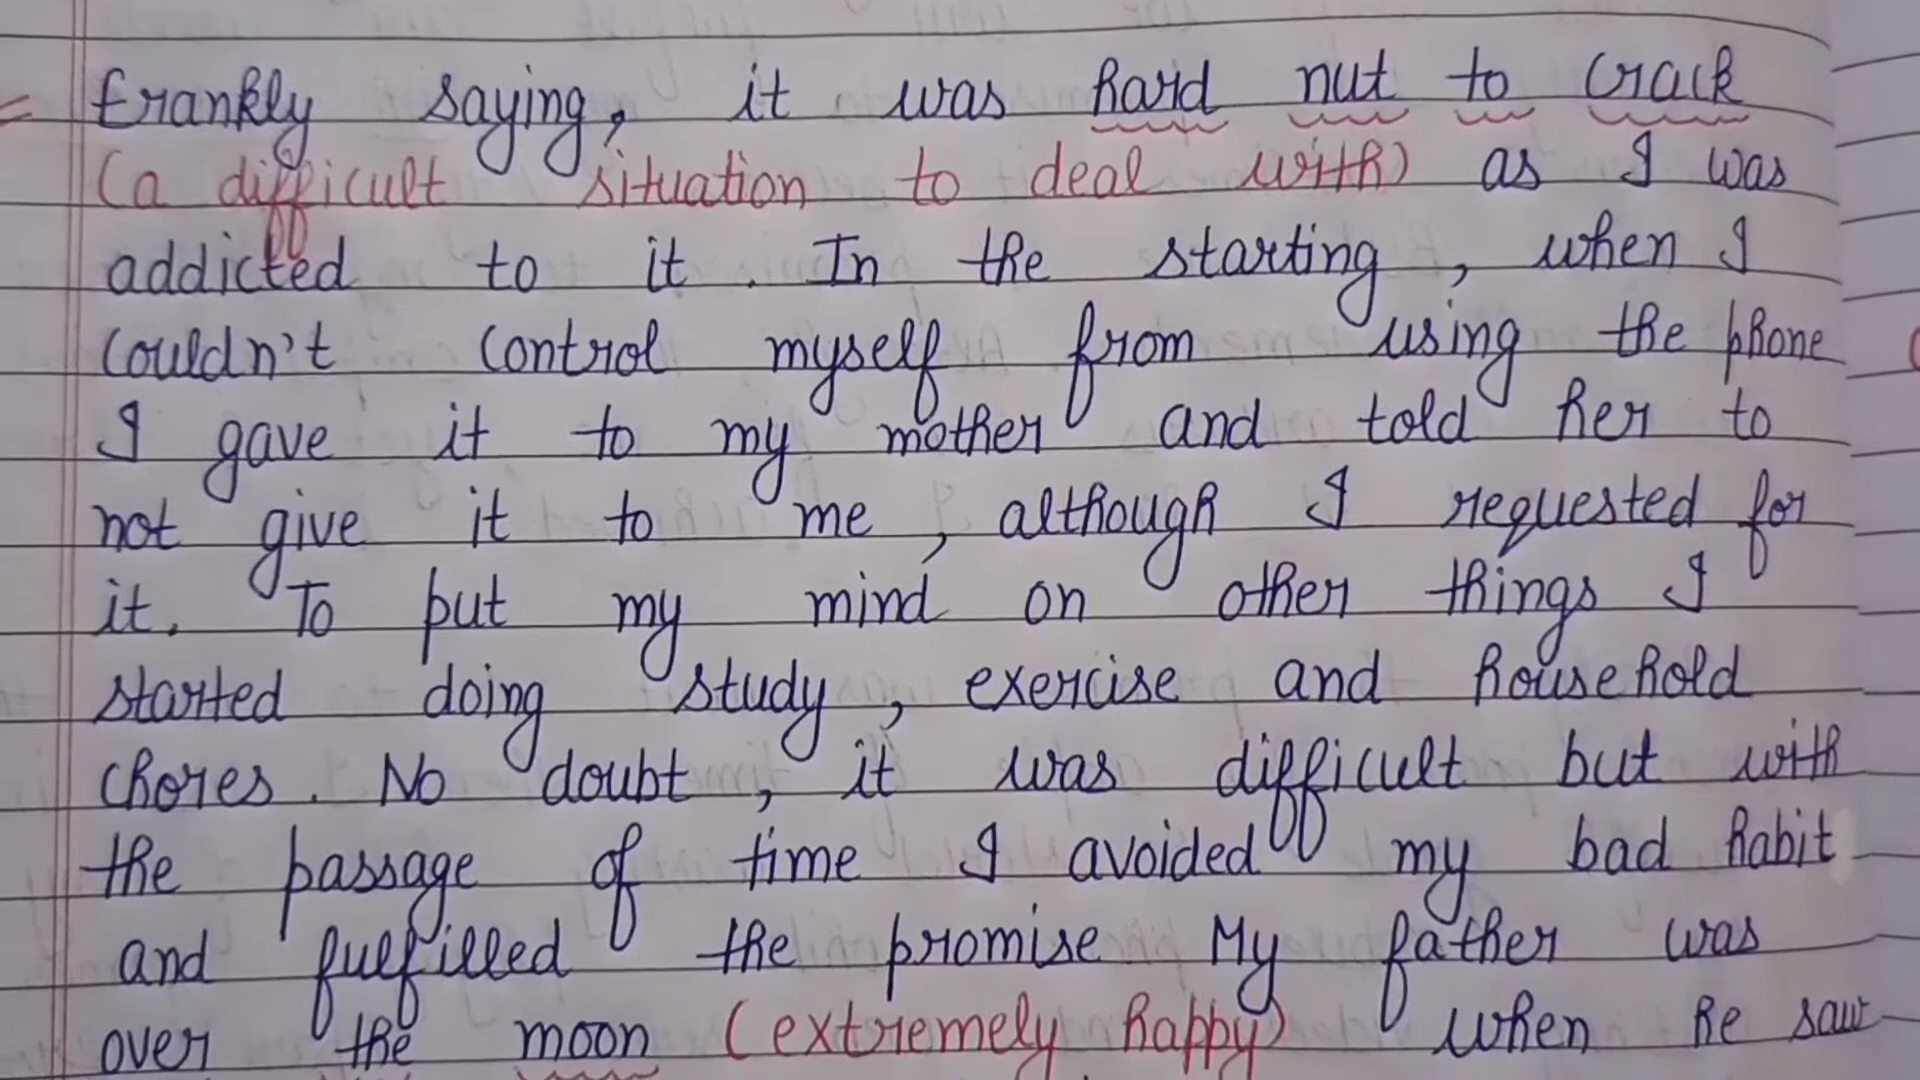 frankly saying, it was hard nut to crack
(a difficult situation to deal with) as I was
addicted to it. In the starting, when I
couldn't control myself from using the phone
I gave it to my mother and told her to
not give it to me, although I requested for
it. To put my mind on other things I
started doing study, exercise and household
chores. No doubt, it was difficult but with
the passage of time I avoided my bad habit
and fulfilled the promise My father was
over the moon (extremely happy) when he saw